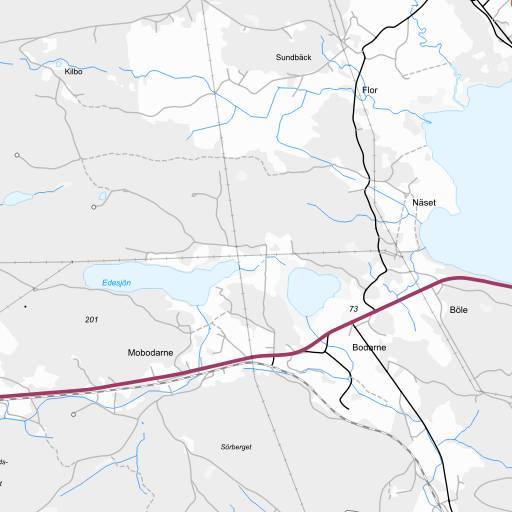 Sundbäck
Kilbo
Flor
Näset
Edesjön
201
73
Böle
Mobodarne
Bodarne
Sörberget